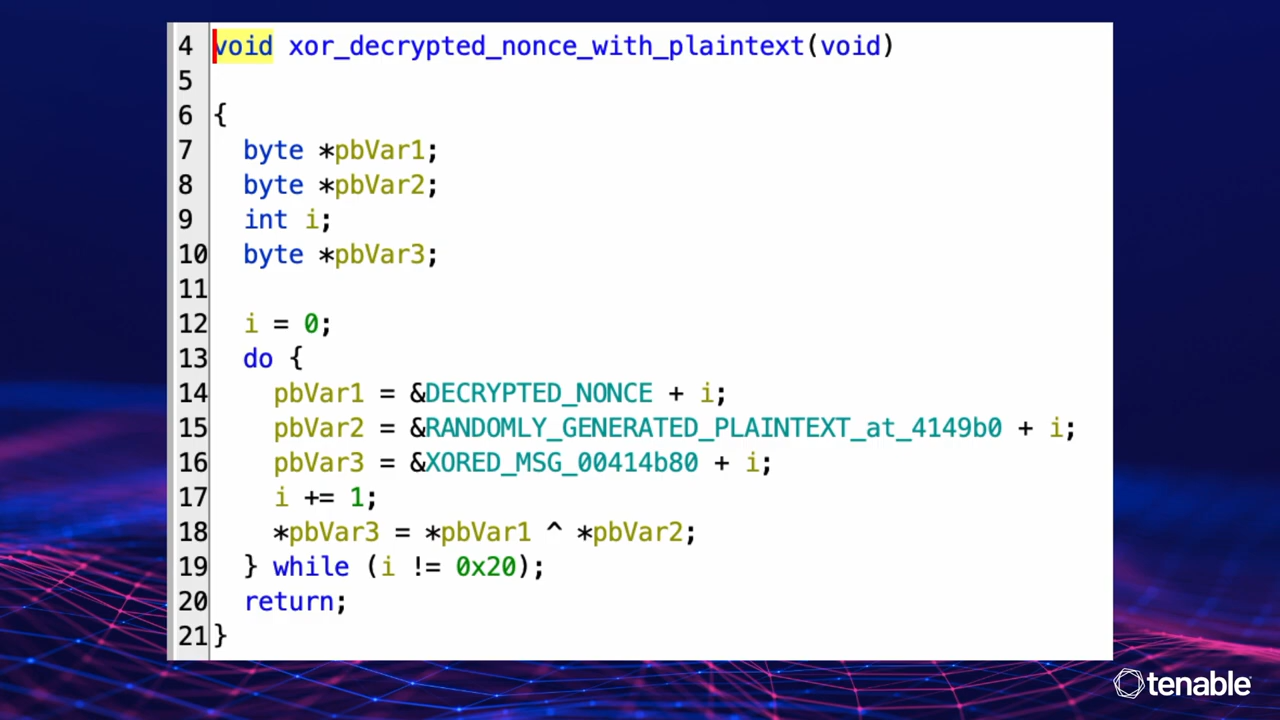 4 void xor_decrypted_nonce_with_plaintext(void)
5
6 {
7 byte *pbVar1;
8 byte *pbVar2;
9 int i;
10 byte *pbVar3;
11
12 i = 0;
13 do {
14 pbVar1 = &DECRYPTED_NONCE + i;
15 pbVar2 = &RANDOMLY_GENERATED_PLAINTEXT_at_4149b0 + i;
16 pbVar3 = &XORED_MSG_00414b80 + i;
17 i += 1;
18 *pbVar3 = *pbVar1 ^ *pbVar2;
19 } while (i != 0x20);
20 return;
21 }
tenable